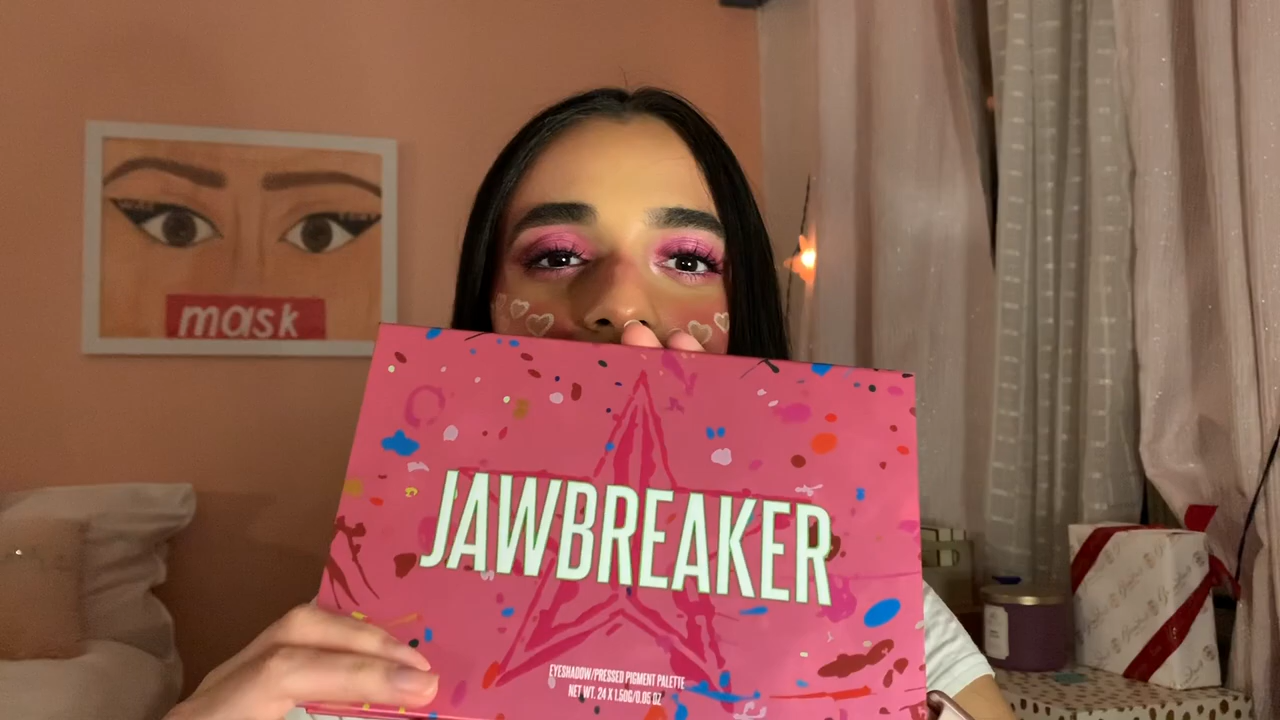 mask
JAWBREAKER
EYESHADOW/PRESSED PIGMENT PALETTE
NET WT. 24 X 1.50G/0.05 OZ